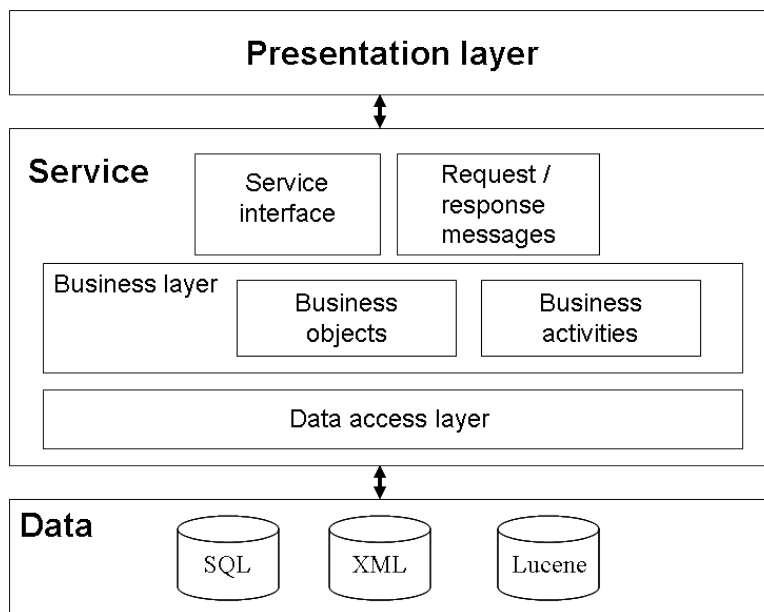 Presentation layer
Service
Service
interface
Request /
response
messages
Business layer
Business
objects
Business
activities
Data access layer
Data
SQL
XML
Lucene